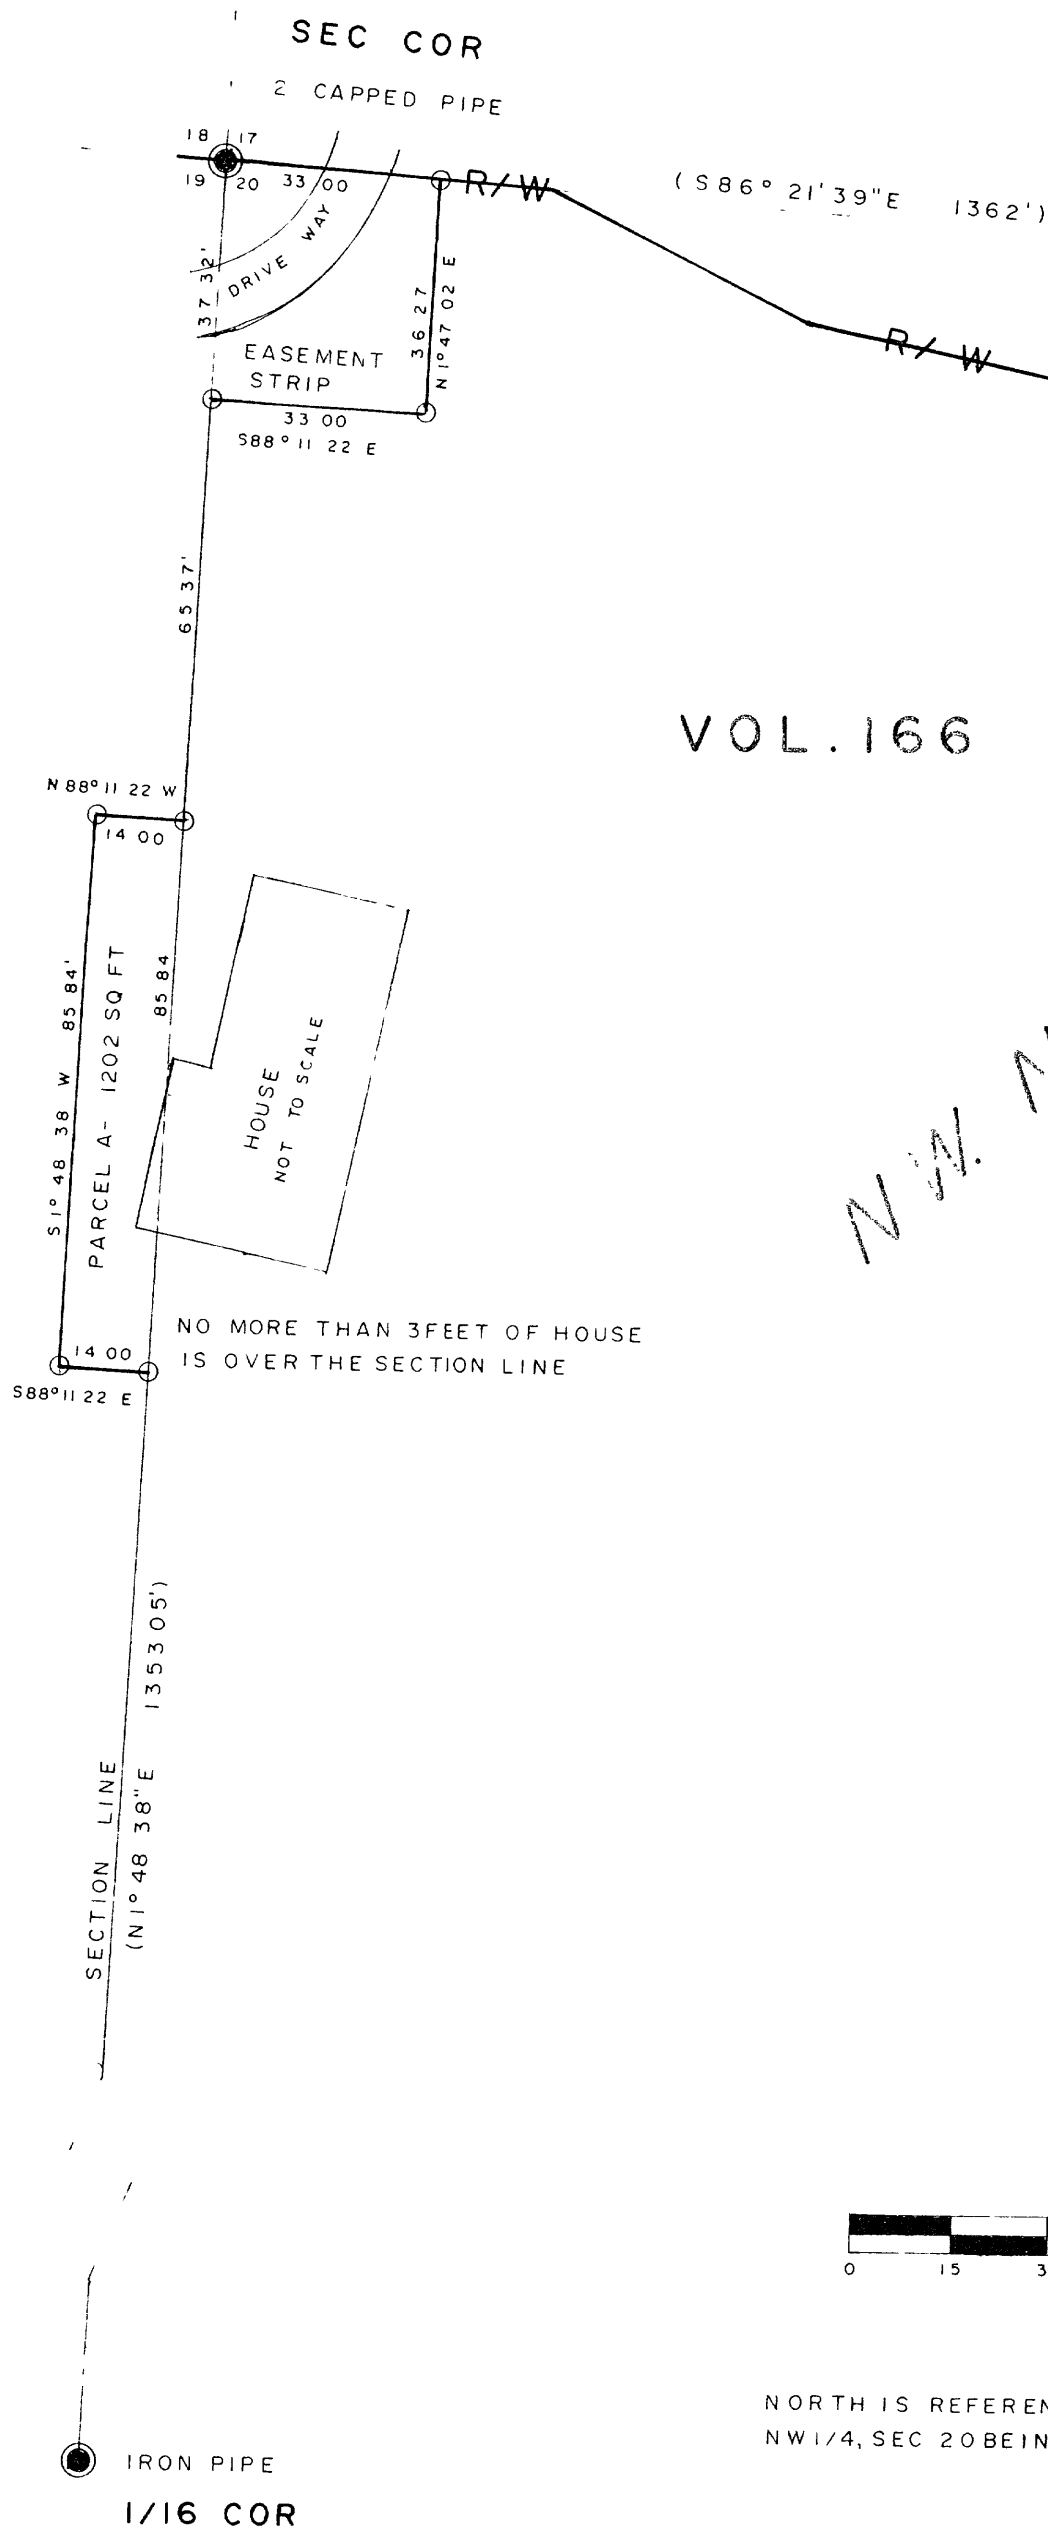 SEC COR
2 CAPPED PIPE
18 17
19 20
33 00
R/W
(S86° 21'39"E 1362')
DRIVE WAY
37 32'
36 27
N1°47 02 E
EASEMENT
STRIP
33 00
S88° 11 22 E
R/W
65 37'
VOL. 166
N 88° 11 22 W
14 00
S1° 48 38 W 85 84'
PARCEL A- 1202 SQ FT
85 84
HOUSE
NOT TO SCALE
N W.
NO MORE THAN 3FEET OF HOUSE
IS OVER THE SECTION LINE
14 00
S88° 11 22 E
SECTION LINE
(N1° 48 38"E 1353 05')
0 15
NORTH IS REFEREN
NW1/4, SEC 20 BEIN
IRON PIPE
1/16 COR